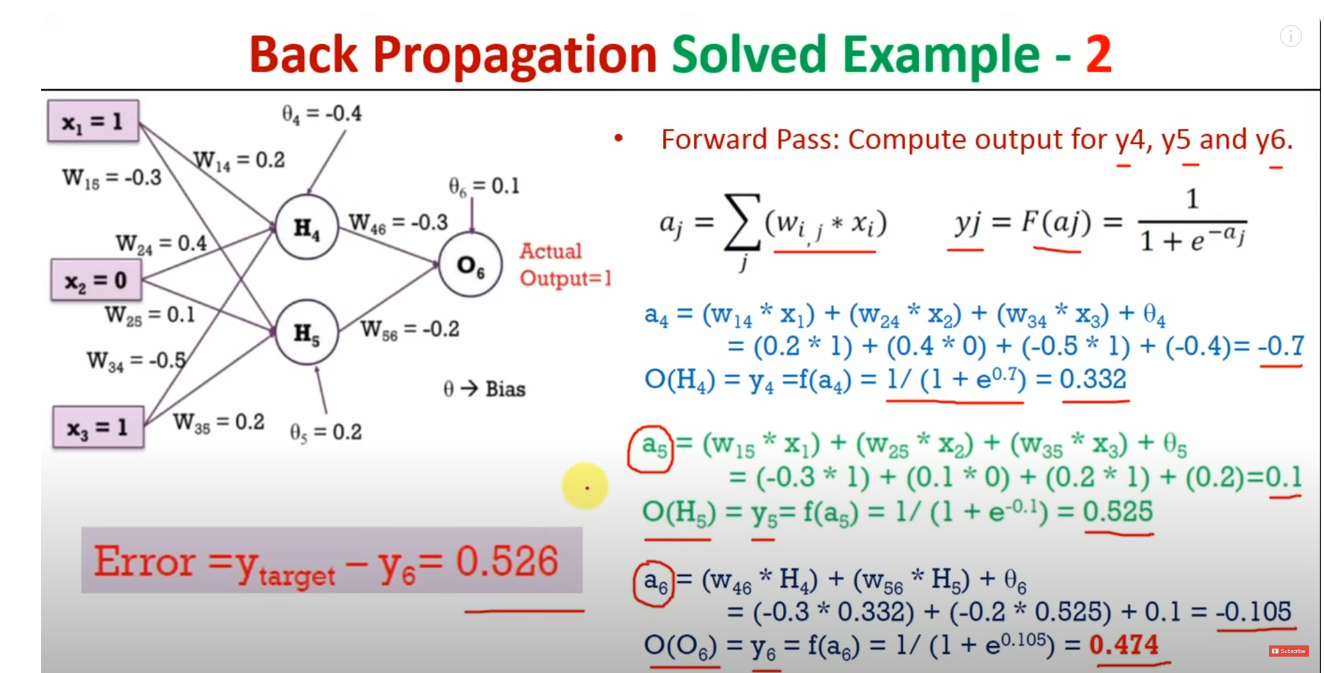 Back Propagation Solved Example - 2
x₁ = 1
θ₄ = -0.4
W₁₄ = 0.2
W₁₅ = -0.3
θ₆ = 0.1
H₄
W₄₆ = -0.3
W₂₄ = 0.4
O₆
Actual
Output=1
x₂ = 0
W₂₅ = 0.1
H₅
W₅₆ = -0.2
W₃₄ = -0.5
θ → Bias
x₃ = 1
W₃₅ = 0.2
θ₅ = 0.2
Error =y_target – y₆= 0.526
• Forward Pass: Compute output for y4, y5 and y6.
a_j = ∑_j (w_i,j * x_i) yj = F(aj) = 1 / (1 + e^-a_j)
a₄ = (w₁₄ * x₁) + (w₂₄ * x₂) + (w₃₄ * x₃) + θ₄
= (0.2 * 1) + (0.4 * 0) + (-0.5 * 1) + (-0.4)= -0.7
O(H₄) = y₄ =f(a₄) = 1/ (1 + e^0.7) = 0.332
a₅ = (w₁₅ * x₁) + (w₂₅ * x₂) + (w₃₅ * x₃) + θ₅
= (-0.3 * 1) + (0.1 * 0) + (0.2 * 1) + (0.2)=0.1
O(H₅) = y₅= f(a₅) = 1/ (1 + e^-0.1) = 0.525
a₆ = (w₄₆ * H₄) + (w₅₆ * H₅) + θ₆
= (-0.3 * 0.332) + (-0.2 * 0.525) + 0.1 = -0.105
O(O₆) = y₆ = f(a₆) = 1/ (1 + e^0.105) = 0.474
Subscribe